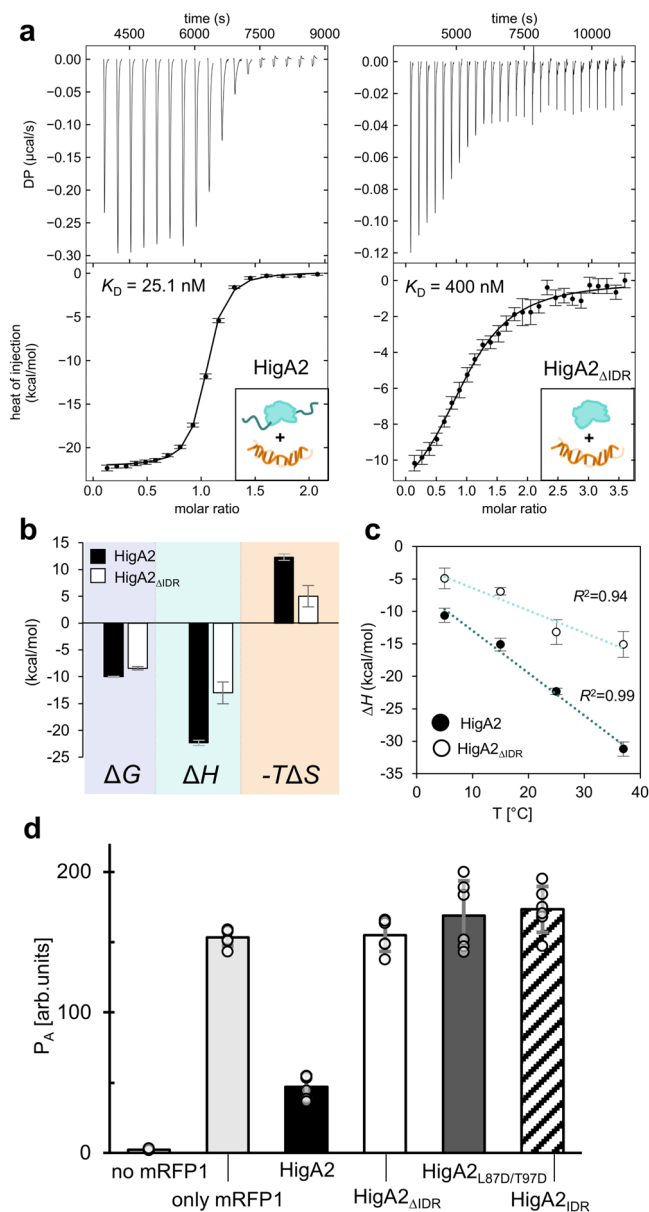 a
time (s)
4500 6000 7500 9000
0.00
−0.05
−0.10
−0.15
−0.20
−0.25
−0.30
DP (μcal/s)
0
−5
−10
−15
−20
heat of injection
(kcal/mol)
K_D = 25.1 nM
HigA2
+
0.0 0.5 1.0 1.5 2.0
molar ratio
time (s)
5000 7500 10000
0.00
−0.02
−0.04
−0.06
−0.08
−0.10
−0.12
0
−2
−4
−6
−8
−10
K_D = 400 nM
HigA2ΔIDR
+
0.0 0.5 1.0 1.5 2.0 2.5 3.0 3.5
molar ratio
b
15
10
5
0
-5
-10
-15
-20
-25
(kcal/mol)
HigA2
HigA2ΔIDR
ΔG ΔH -TΔS
c
0
-5
-10
-15
-20
-25
-30
-35
ΔH (kcal/mol)
R²=0.94
R²=0.99
HigA2
HigA2ΔIDR
0 10 20 30 40
T [°C]
d
200
100
0
P_A [arb.units]
no mRFP1
only mRFP1
HigA2
HigA2ΔIDR
HigA2L87D/T97D
HigA2IDR